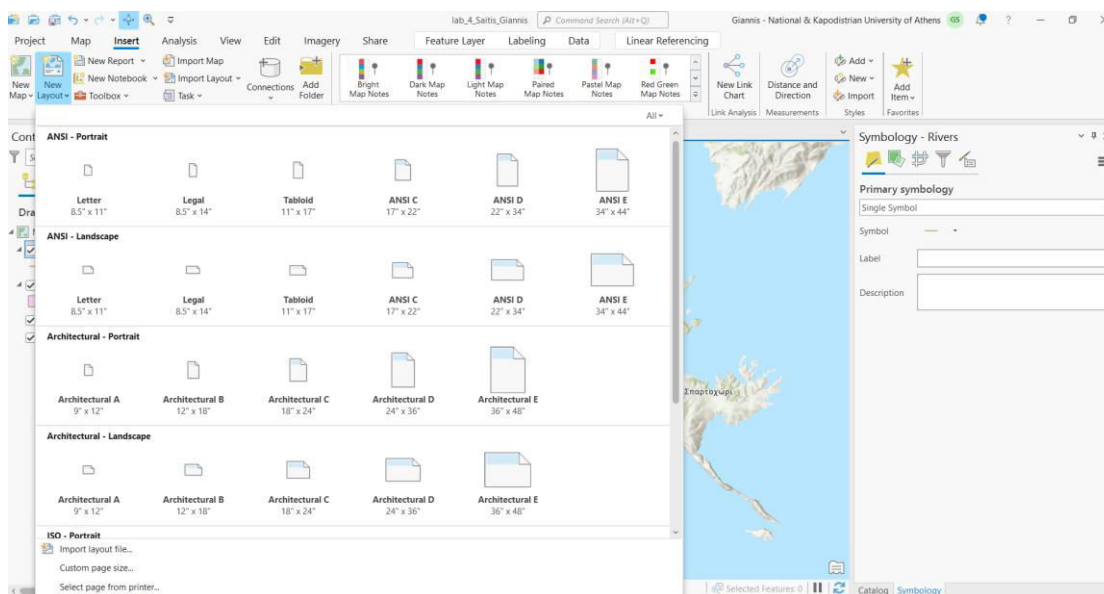 lab_4_Saitis_Giannis
Command Search (Alt+Q)
Giannis - National & Kapodistrian University of Athens
GS
?
Project Map Insert Analysis View Edit Imagery Share Feature Layer Labeling Data Linear Referencing
New Map
New Layout
New Report
New Notebook
Toolbox
Import Map
Import Layout
Task
Connections
Add Folder
Bright Map Notes
Dark Map Notes
Light Map Notes
Paired Map Notes
Pastel Map Notes
Red Green Map Notes
New Link Chart
Link Analysis
Distance and Direction
Measurements
Add
New
Import
Styles
Add Item
Favorites
All
Cont
Dra
ANSI - Portrait
Letter Legal Tabloid ANSI C ANSI D ANSI E
8.5" x 11" 8.5" x 14" 11" x 17" 17" x 22" 22" x 34" 34" x 44"
ANSI - Landscape
Letter Legal Tabloid ANSI C ANSI D ANSI E
8.5" x 11" 8.5" x 14" 11" x 17" 17" x 22" 22" x 34" 34" x 44"
Architectural - Portrait
Architectural A Architectural B Architectural C Architectural D Architectural E
9" x 12" 12" x 18" 18" x 24" 24" x 36" 36" x 48"
Architectural - Landscape
Architectural A Architectural B Architectural C Architectural D Architectural E
9" x 12" 12" x 18" 18" x 24" 24" x 36" 36" x 48"
ISO - Portrait
Import layout file...
Custom page size...
Select page from printer...
Σπαρτοχώρι
Selected Features: 0
Symbology - Rivers
Primary symbology
Single Symbol
Symbol
Label
Description
Catalog Symbology